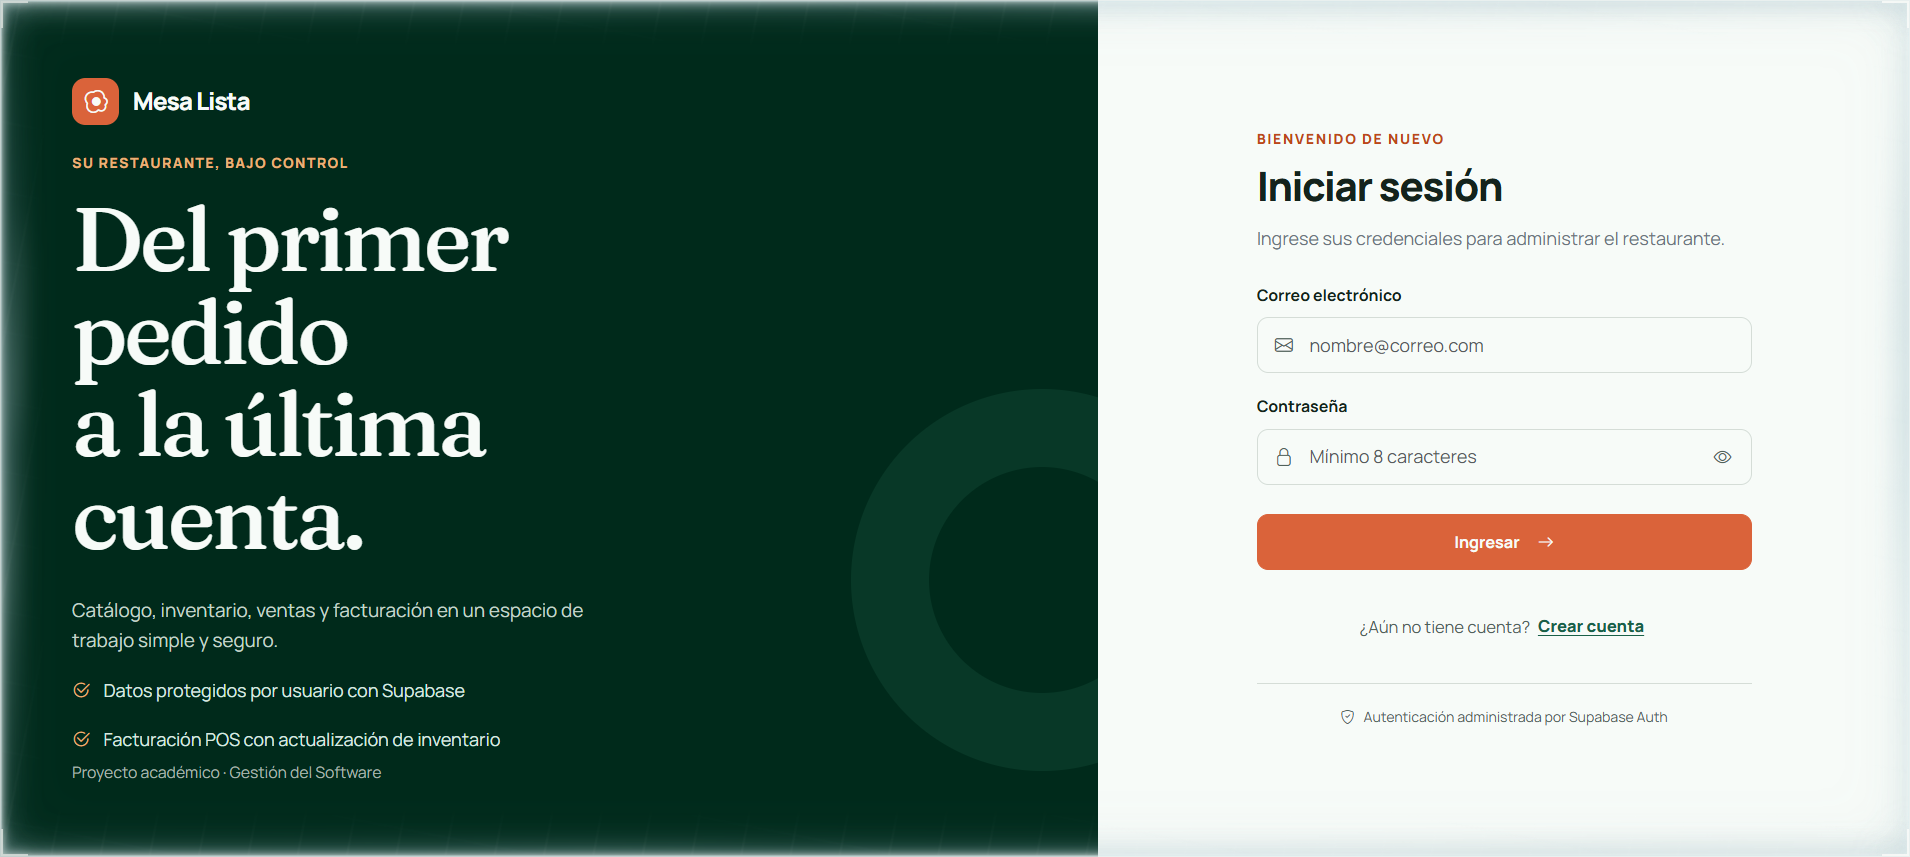 Mesa Lista
SU RESTAURANTE, BAJO CONTROL
Del primer
pedido
a la última
cuenta.
Catálogo, inventario, ventas y facturación en un espacio de
trabajo simple y seguro.
Datos protegidos por usuario con Supabase
Facturación POS con actualización de inventario
Proyecto académico · Gestión del Software
BIENVENIDO DE NUEVO
Iniciar sesión
Ingrese sus credenciales para administrar el restaurante.
Correo electrónico
nombre@correo.com
Contraseña
Mínimo 8 caracteres
Ingresar →
¿Aún no tiene cuenta? Crear cuenta
Autenticación administrada por Supabase Auth